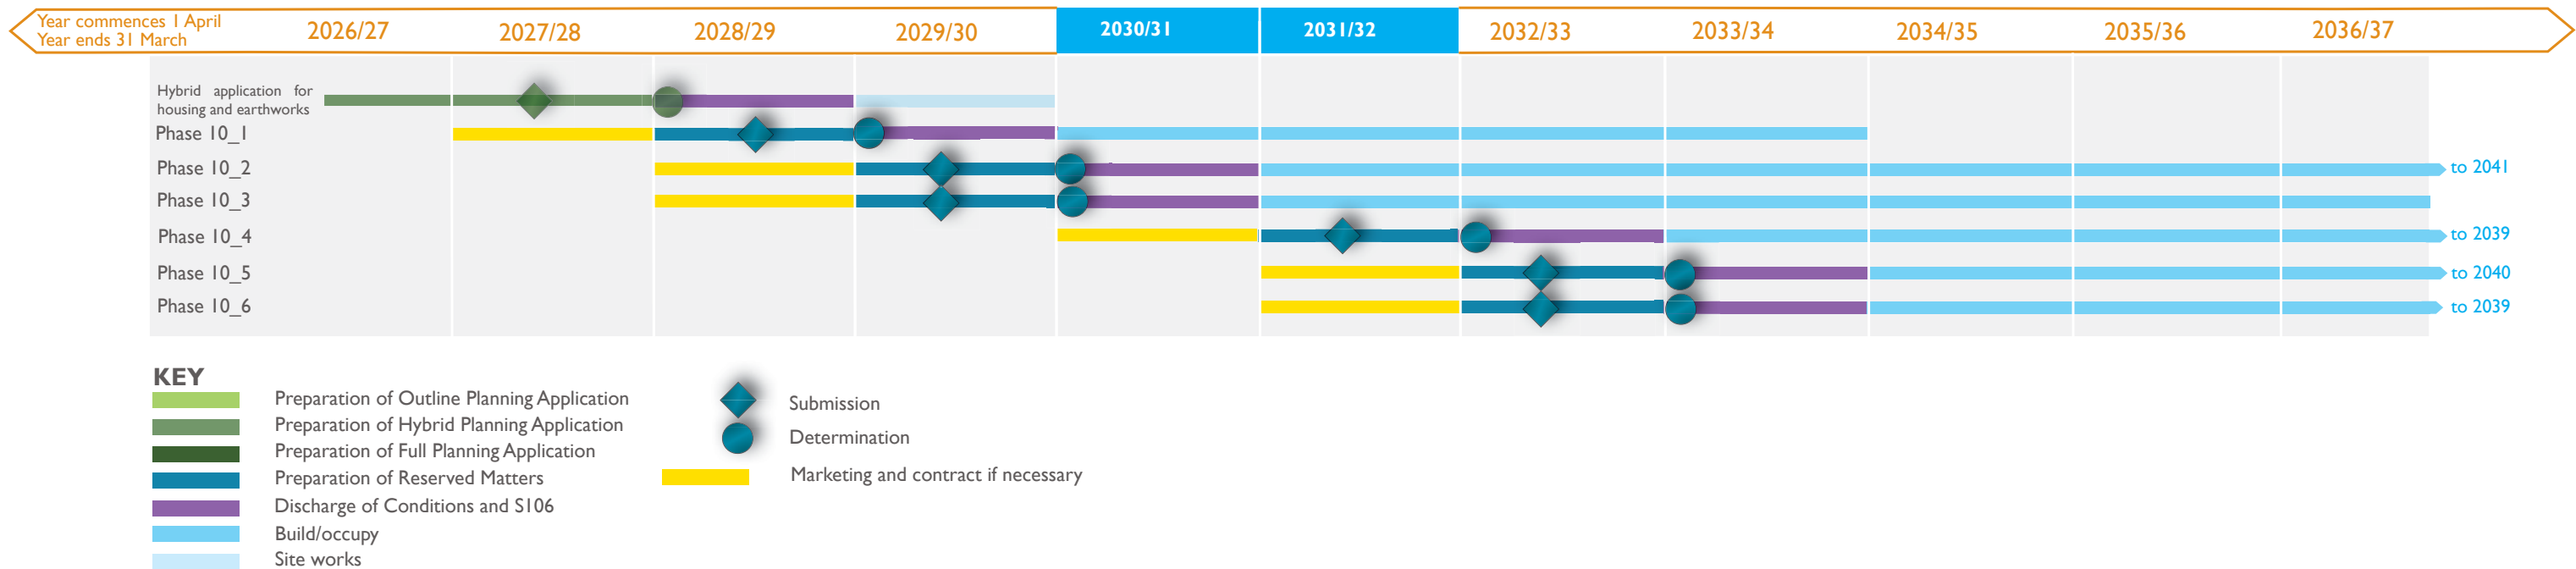 Year commences 1 April
Year ends 31 March
2026/27 2027/28 2028/29 2029/30 2030/31 2031/32 2032/33 2033/34 2034/35 2035/36 2036/37
Hybrid application for
housing and earthworks
Phase 10_1
Phase 10_2 to 2041
Phase 10_3
Phase 10_4 to 2039
Phase 10_5 to 2040
Phase 10_6 to 2039
KEY
Preparation of Outline Planning Application
Preparation of Hybrid Planning Application
Preparation of Full Planning Application
Preparation of Reserved Matters
Discharge of Conditions and S106
Build/occupy
Site works
Submission
Determination
Marketing and contract if necessary